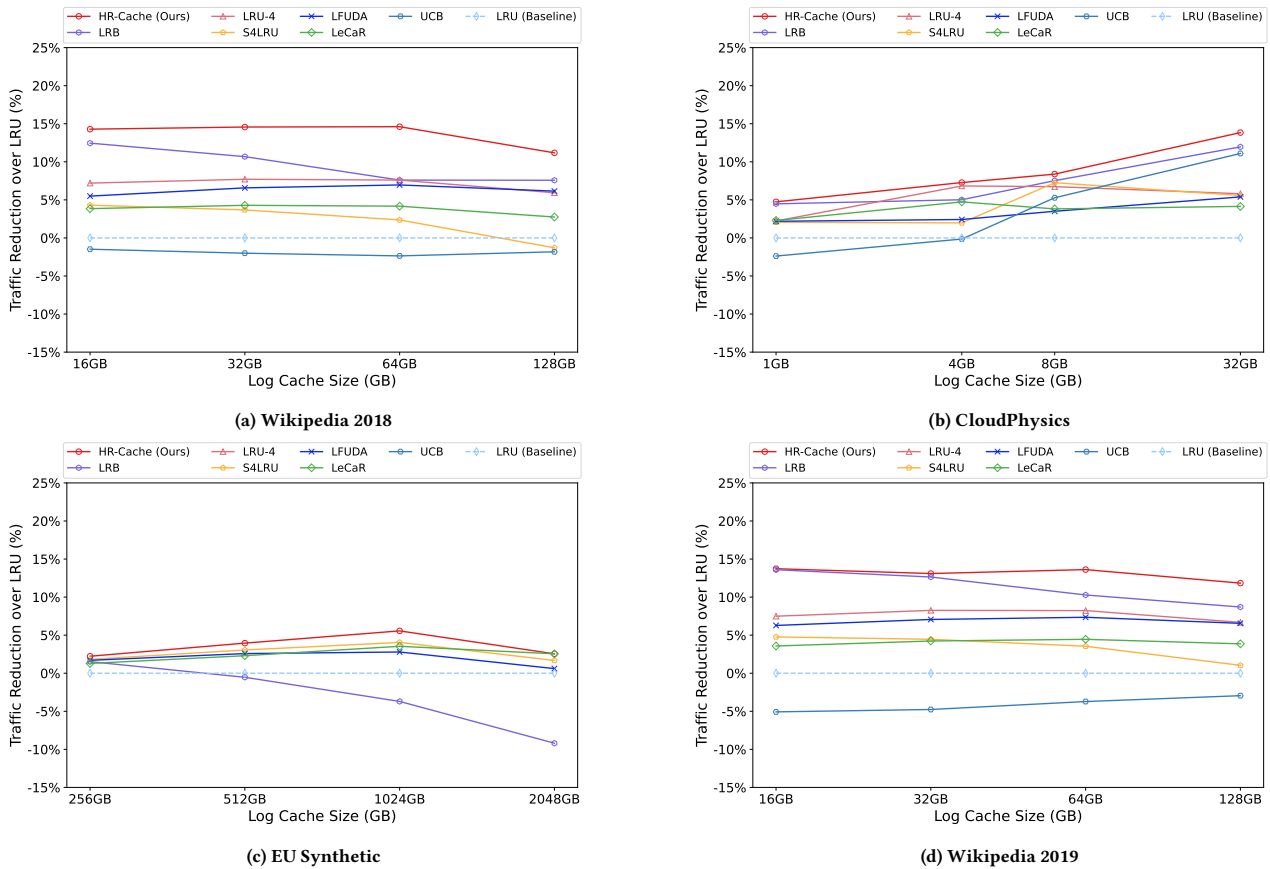 HR-Cache (Ours) LRU-4 LFUDA UCB LRU (Baseline)
LRB S4LRU LeCaR
25%
20%
15%
10%
5%
0%
-5%
-10%
-15%
Traffic Reduction over LRU (%)
16GB 32GB 64GB 128GB
Log Cache Size (GB)
(a) Wikipedia 2018
HR-Cache (Ours) LRU-4 LFUDA UCB LRU (Baseline)
LRB S4LRU LeCaR
25%
20%
15%
10%
5%
0%
-5%
-10%
-15%
Traffic Reduction over LRU (%)
1GB 4GB 8GB 32GB
Log Cache Size (GB)
(b) CloudPhysics
HR-Cache (Ours) LRU-4 LFUDA UCB LRU (Baseline)
LRB S4LRU LeCaR
25%
20%
15%
10%
5%
0%
-5%
-10%
-15%
Traffic Reduction over LRU (%)
256GB 512GB 1024GB 2048GB
Log Cache Size (GB)
(c) EU Synthetic
HR-Cache (Ours) LRU-4 LFUDA UCB LRU (Baseline)
LRB S4LRU LeCaR
25%
20%
15%
10%
5%
0%
-5%
-10%
-15%
Traffic Reduction over LRU (%)
16GB 32GB 64GB 128GB
Log Cache Size (GB)
(d) Wikipedia 2019